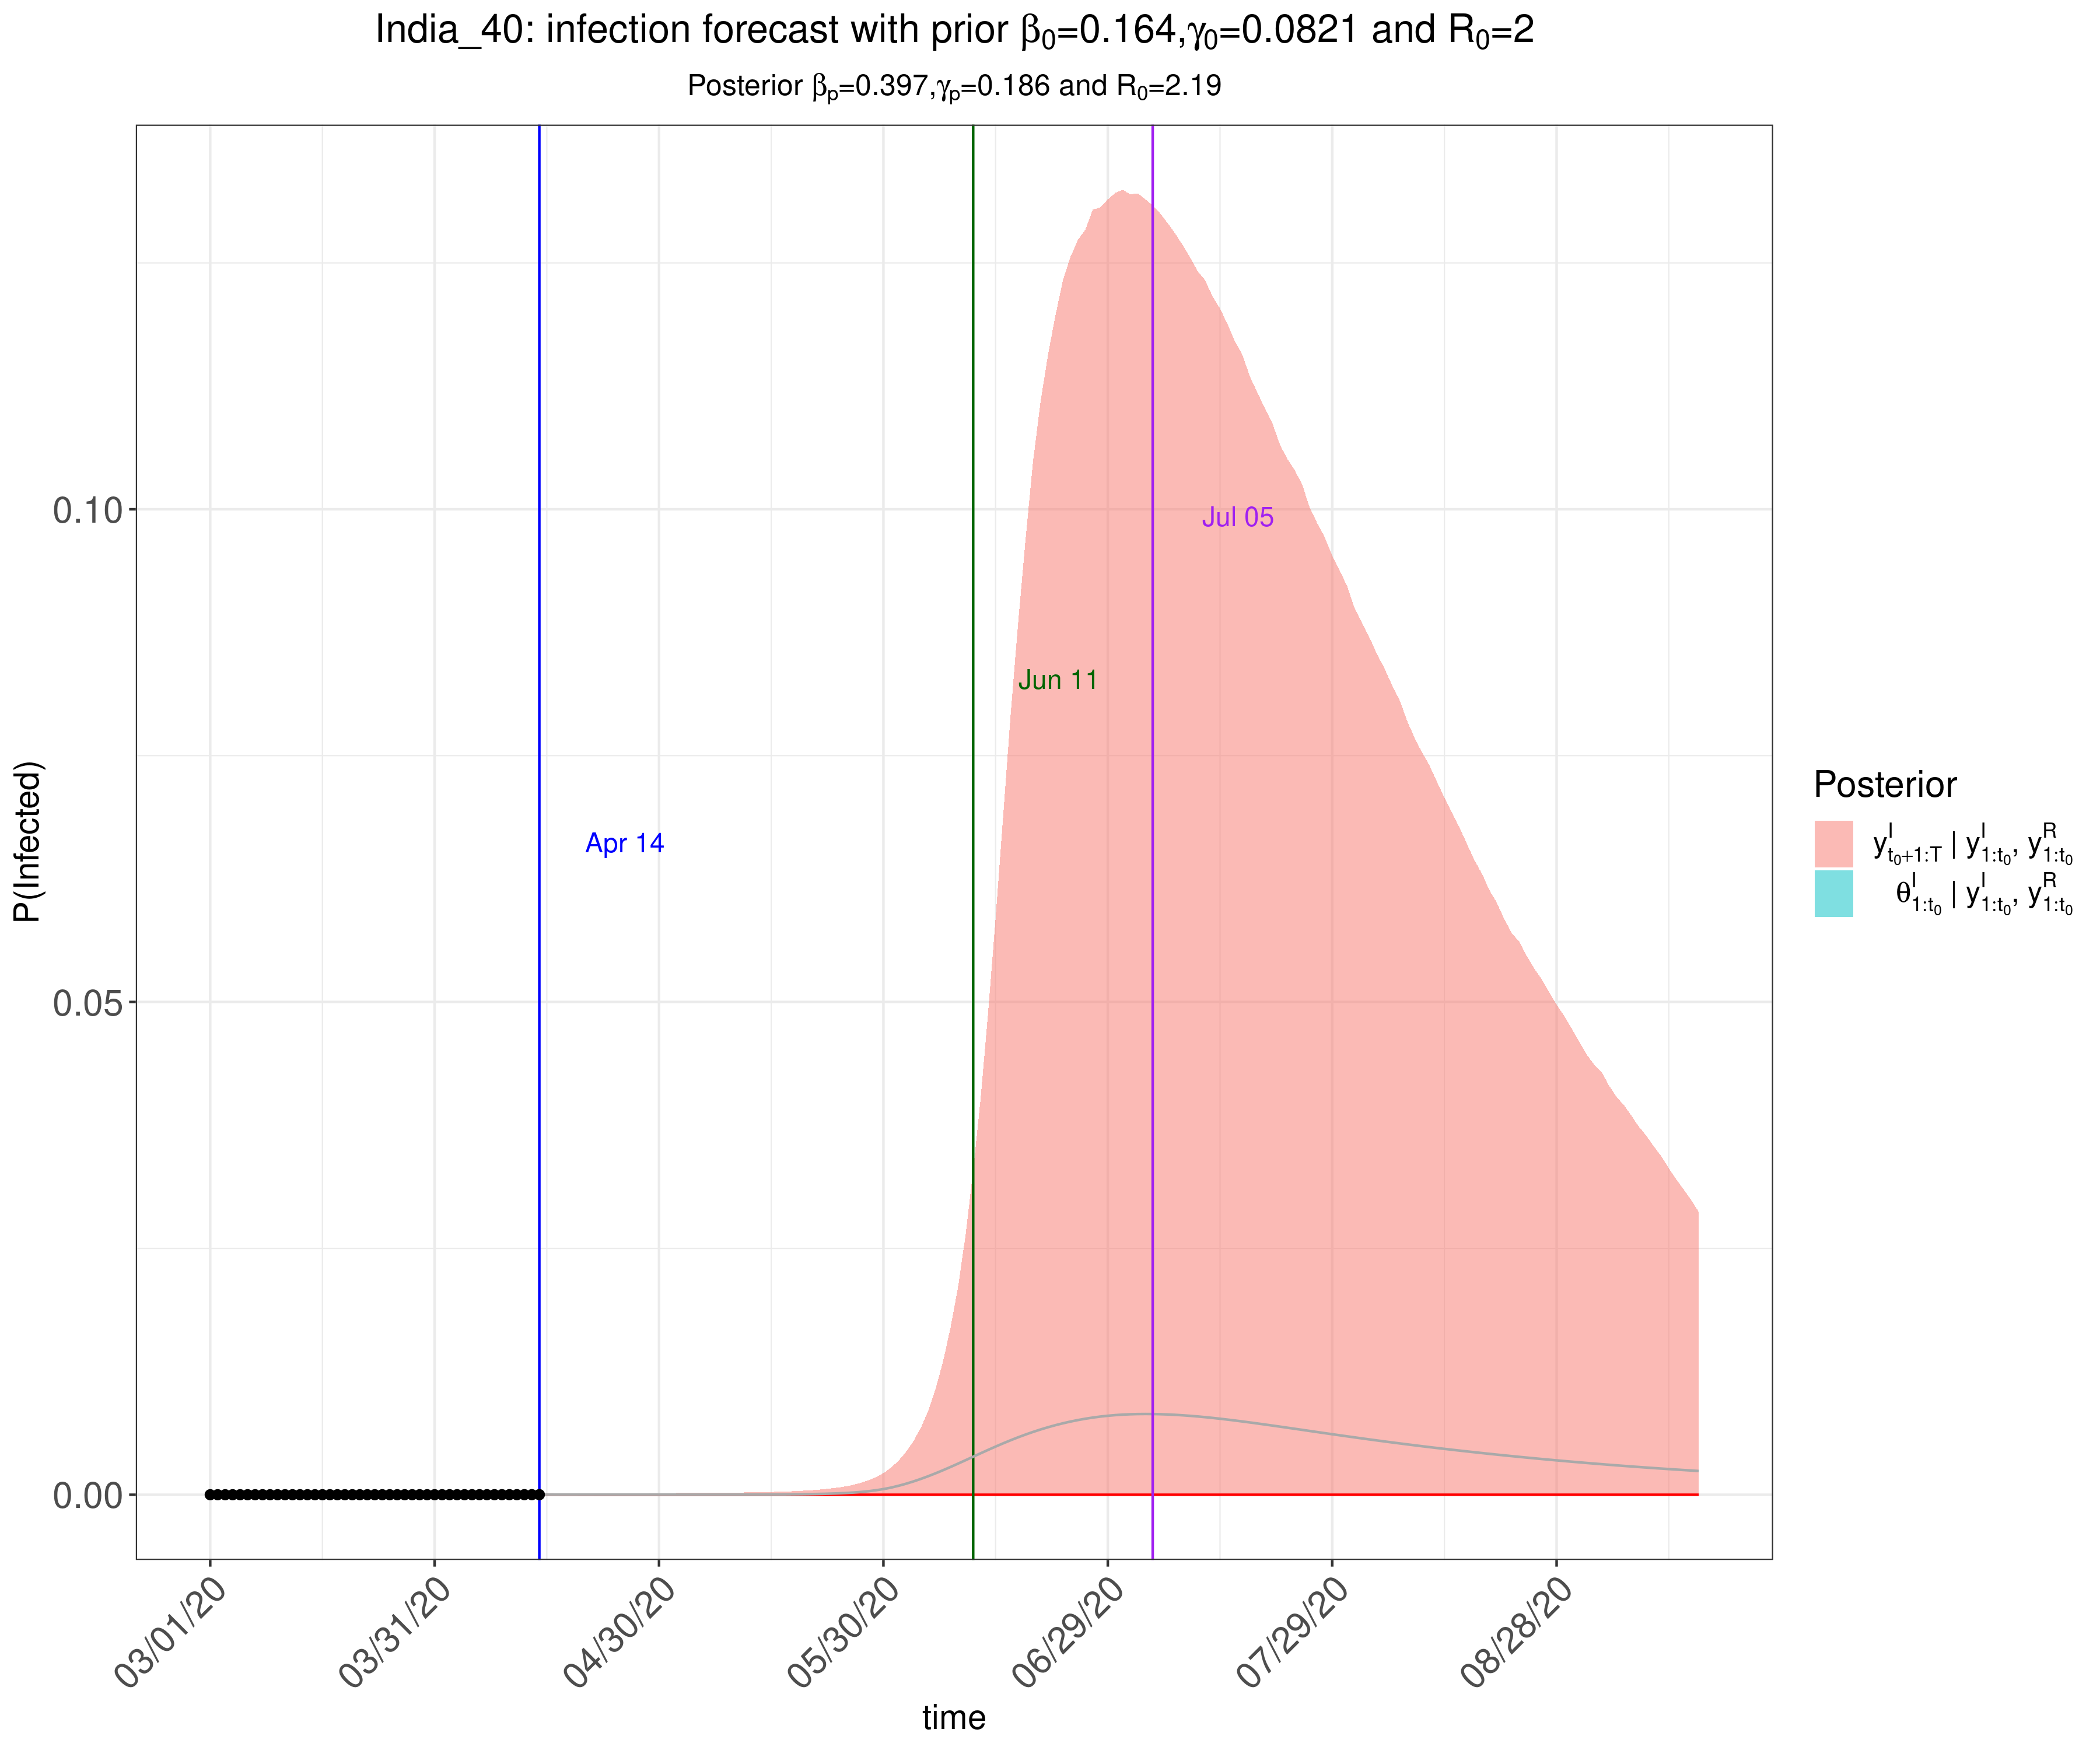 India_40: infection forecast with prior β₀=0.164,γ₀=0.0821 and R₀=2
Posterior βₚ=0.397,γₚ=0.186 and R₀=2.19
P(Infected)
0.10
0.05
0.00
Apr 14
Jun 11
Jul 05
03/01/20
03/31/20
04/30/20
05/30/20
06/29/20
07/29/20
08/28/20
time
Posterior
y^I_{t₀+1:T} | y^I_{1:t₀}, y^R_{1:t₀}
θ^I_{1:t₀} | y^I_{1:t₀}, y^R_{1:t₀}